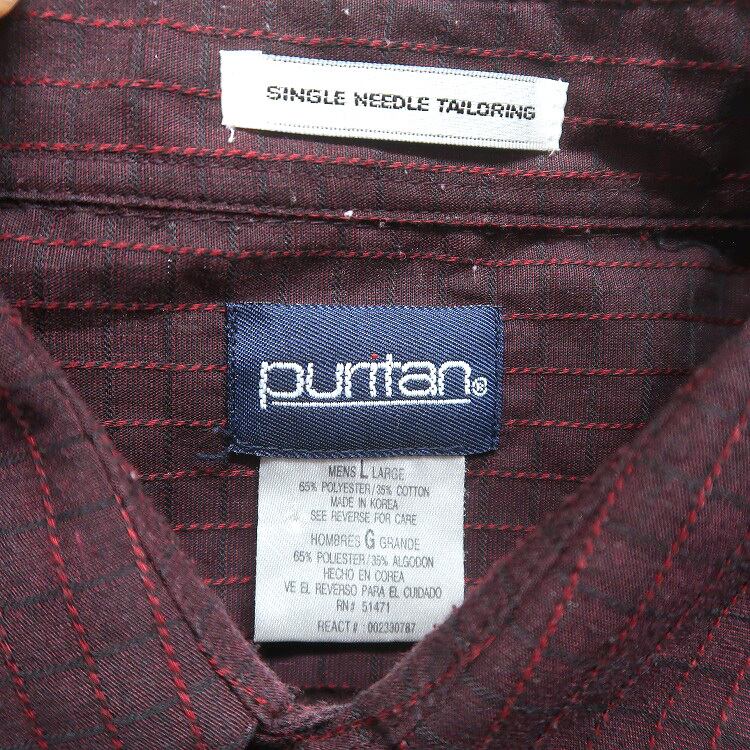 SINGLE NEEDLE TAILORING
puritan®
MENS L LARGE
65% POLYESTER/35% COTTON
MADE IN KOREA
SEE REVERSE FOR CARE
HOMBRES G GRANDE
65% POLIESTER/35% ALGODON
HECHO EN COREA
VE EL REVERSO PARA EL CUIDADO
RN# 51471
REACT# : 002330787